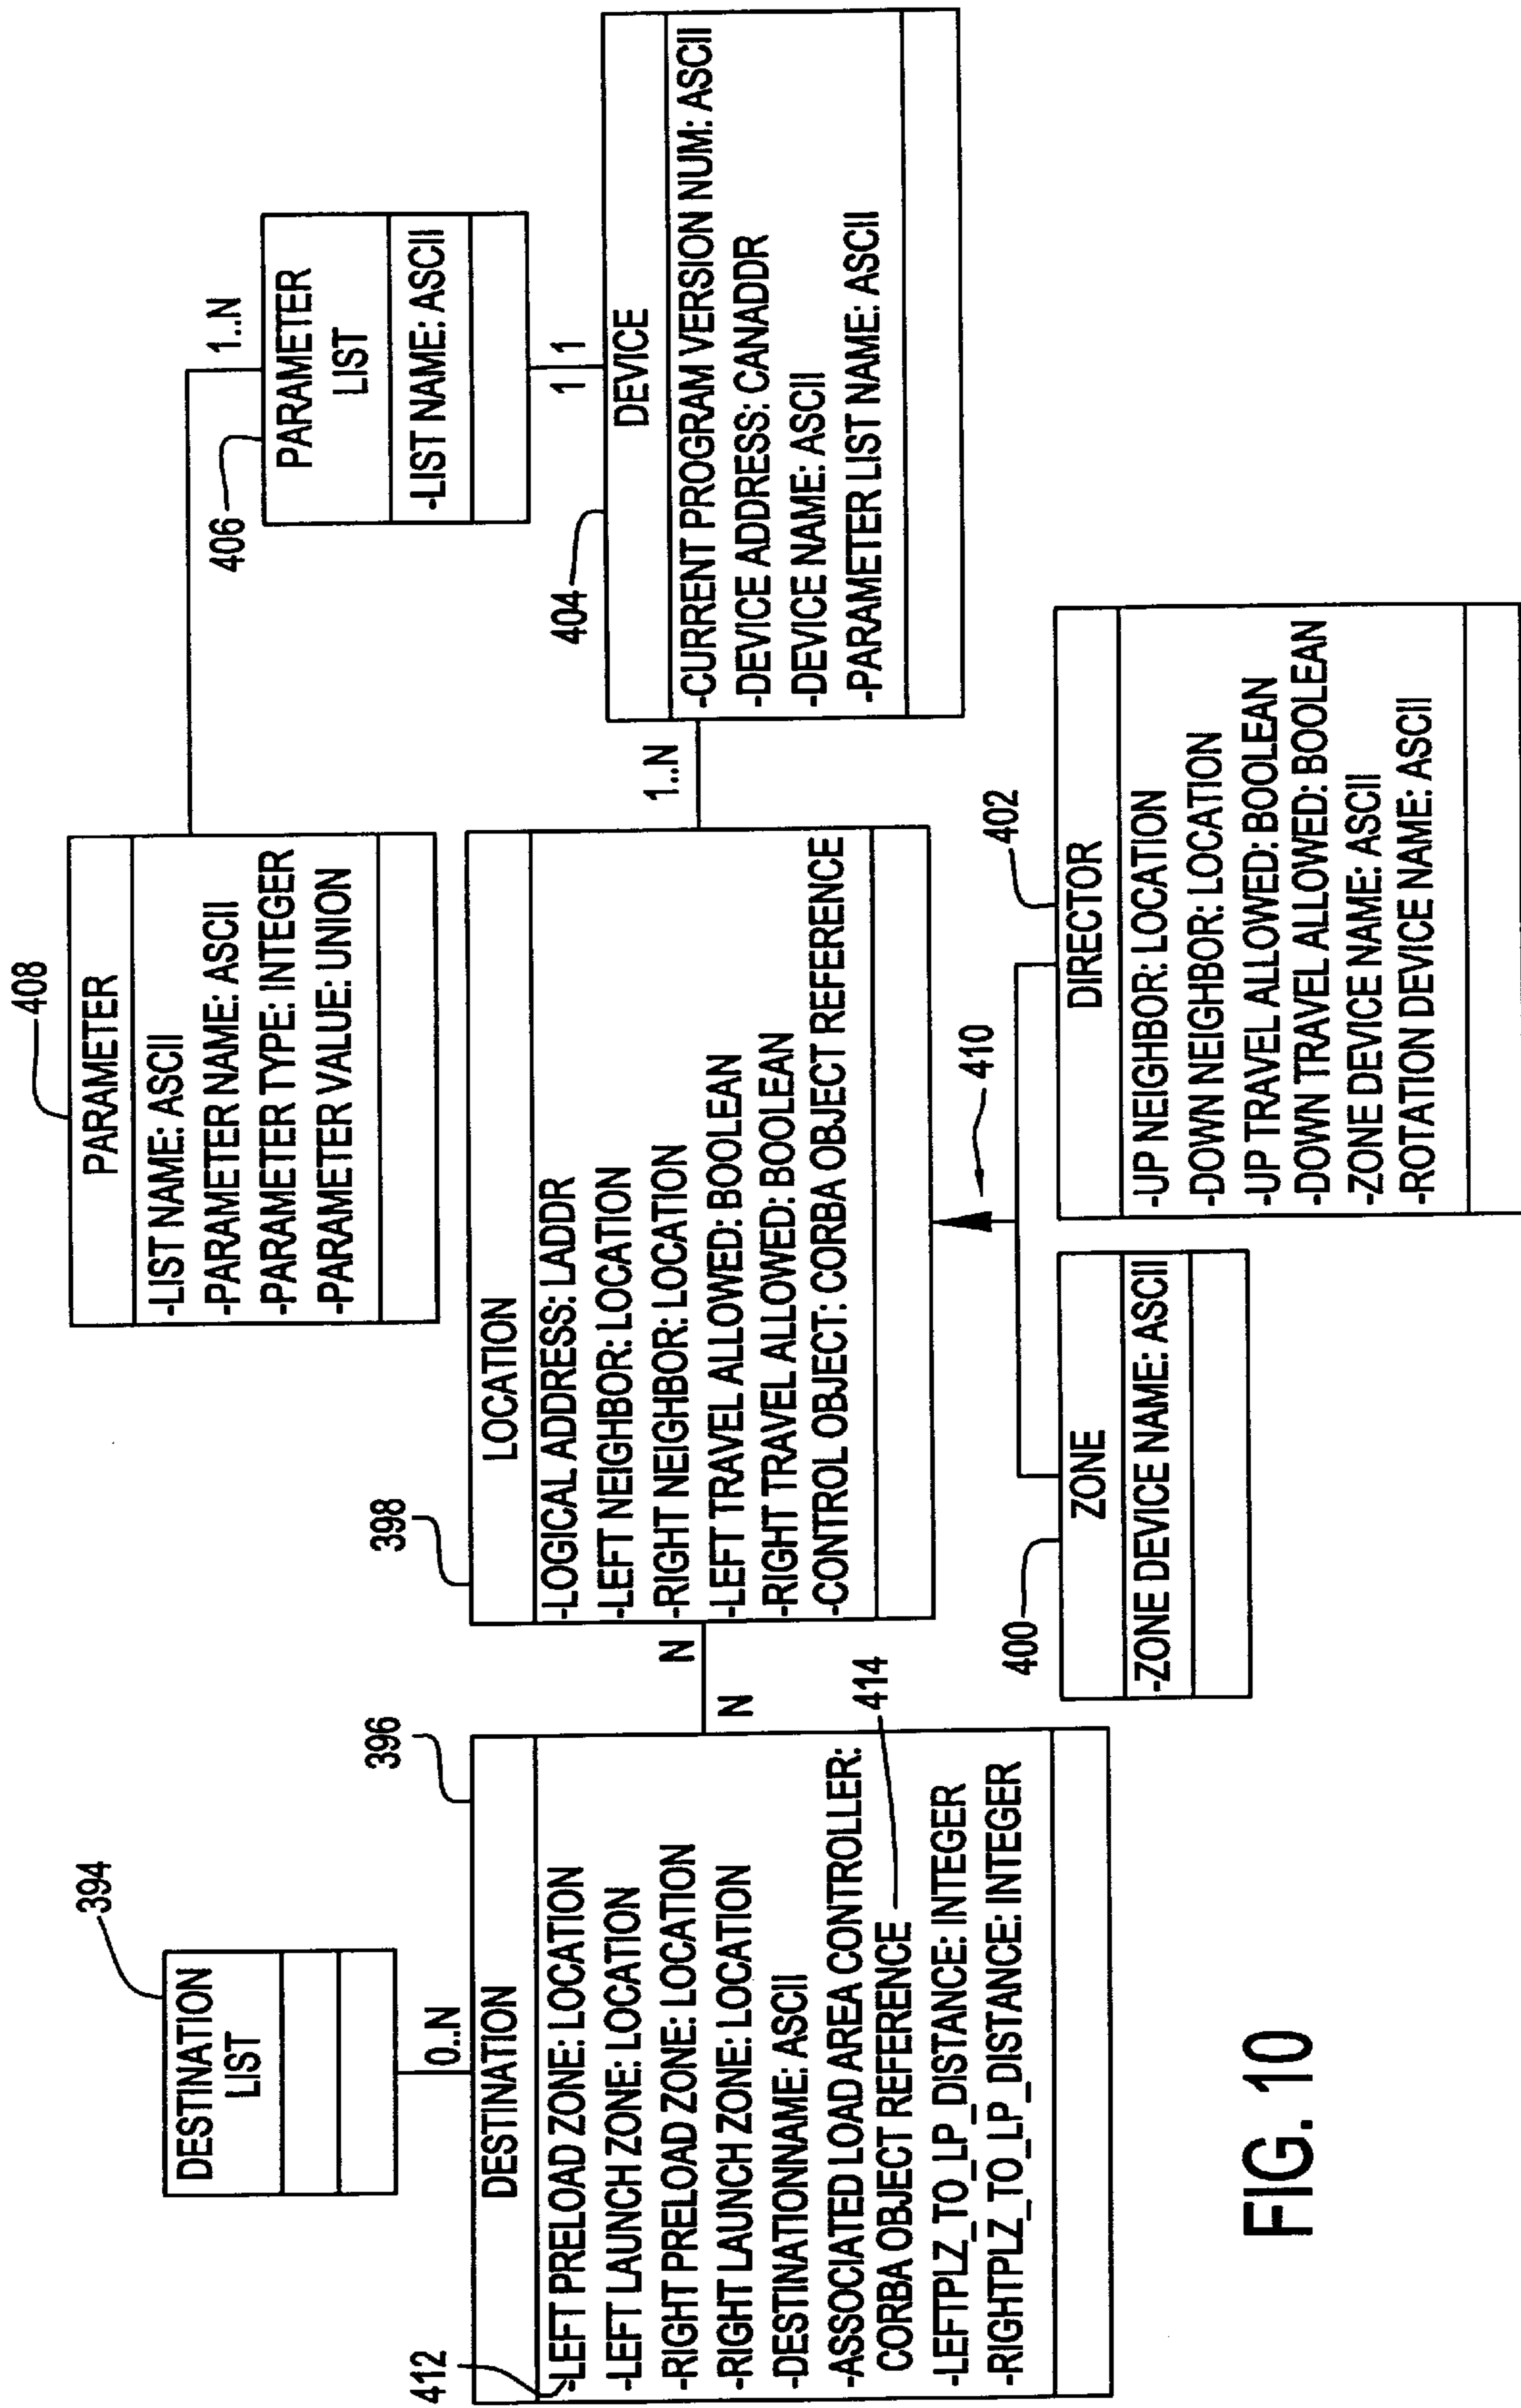 394
DESTINATION
LIST
0..N
396
DESTINATION
412
-LEFT PRELOAD ZONE: LOCATION
-LEFT LAUNCH ZONE: LOCATION
-RIGHT PRELOAD ZONE: LOCATION
-RIGHT LAUNCH ZONE: LOCATION
-DESTINATIONNAME: ASCII
-ASSOCIATED LOAD AREA CONTROLLER:
CORBA OBJECT REFERENCE
414
-LEFTPLZ_TO_LP_DISTANCE: INTEGER
-RIGHTPLZ_TO_LP_DISTANCE: INTEGER
N
N
398
LOCATION
-LOGICAL ADDRESS: LADDR
-LEFT NEIGHBOR: LOCATION
-RIGHT NEIGHBOR: LOCATION
-LEFT TRAVEL ALLOWED: BOOLEAN
-RIGHT TRAVEL ALLOWED: BOOLEAN
-CONTROL OBJECT: CORBA OBJECT REFERENCE
408
PARAMETER
-LIST NAME: ASCII
-PARAMETER NAME: ASCII
-PARAMETER TYPE: INTEGER
-PARAMETER VALUE: UNION
1..N
406
PARAMETER
LIST
-LIST NAME: ASCII
1
1
1..N
404
DEVICE
-CURRENT PROGRAM VERSION NUM: ASCII
-DEVICE ADDRESS: CANADDR
-DEVICE NAME: ASCII
-PARAMETER LIST NAME: ASCII
410
400
ZONE
-ZONE DEVICE NAME: ASCII
402
DIRECTOR
-UP NEIGHBOR: LOCATION
-DOWN NEIGHBOR: LOCATION
-UP TRAVEL ALLOWED: BOOLEAN
-DOWN TRAVEL ALLOWED: BOOLEAN
-ZONE DEVICE NAME: ASCII
-ROTATION DEVICE NAME: ASCII
FIG. 10